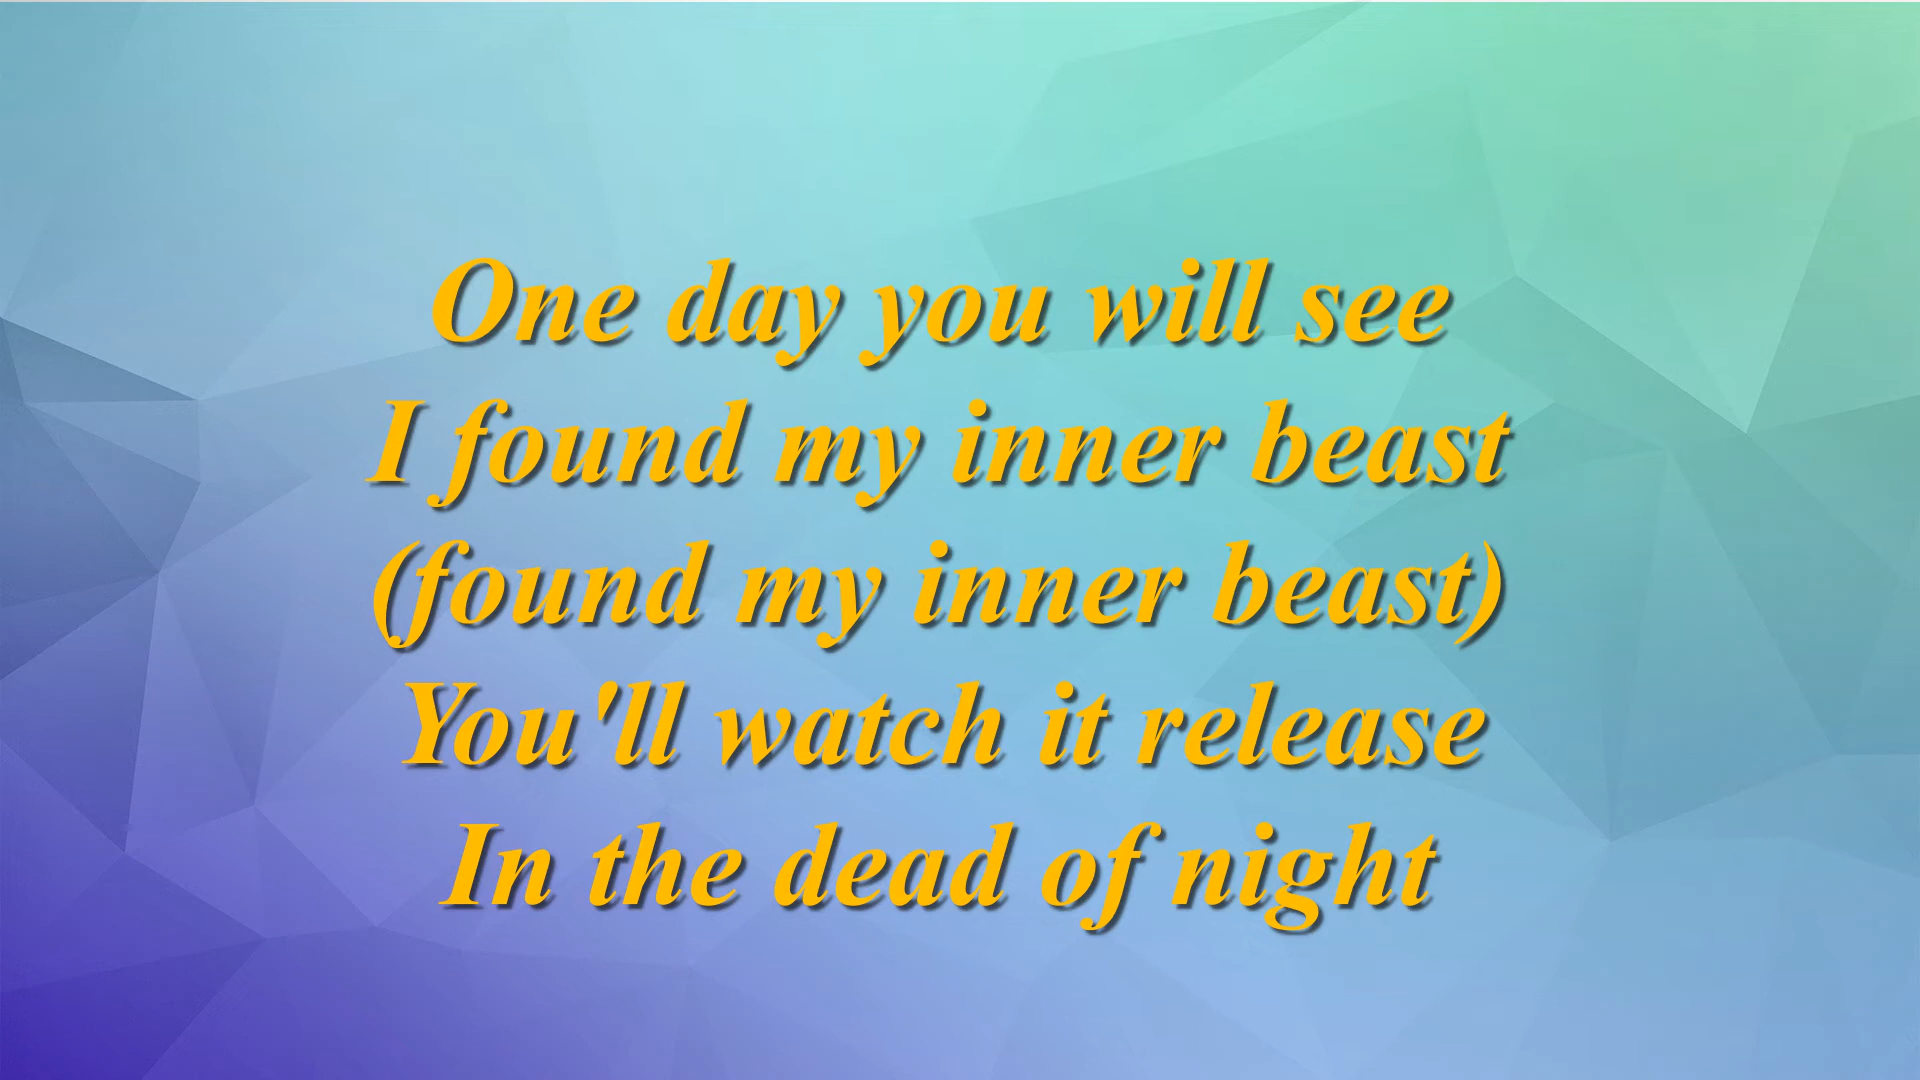 One day you will see
I found my inner beast
(found my inner beast)
You'll watch it release
In the dead of night